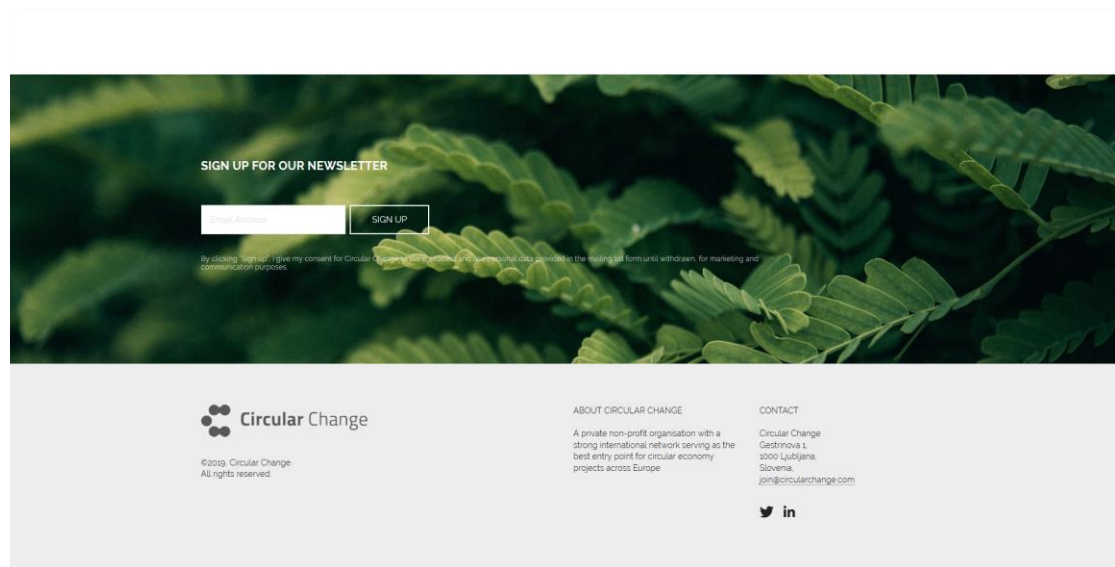 SIGN UP FOR OUR NEWSLETTER
Email Address
SIGN UP
By clicking "Sign up", I give my consent for Circular Change to store, process and use personal data provided in the mailing list form until withdrawn, for marketing and
communication purposes.
Circular Change
©2019, Circular Change.
All rights reserved.
ABOUT CIRCULAR CHANGE
A private non-profit organisation with a
strong international network serving as the
best entry point for circular economy
projects across Europe.
CONTACT
Circular Change
Gestrinova 1,
1000 Ljubljana,
Slovenia,
join@circularchange.com